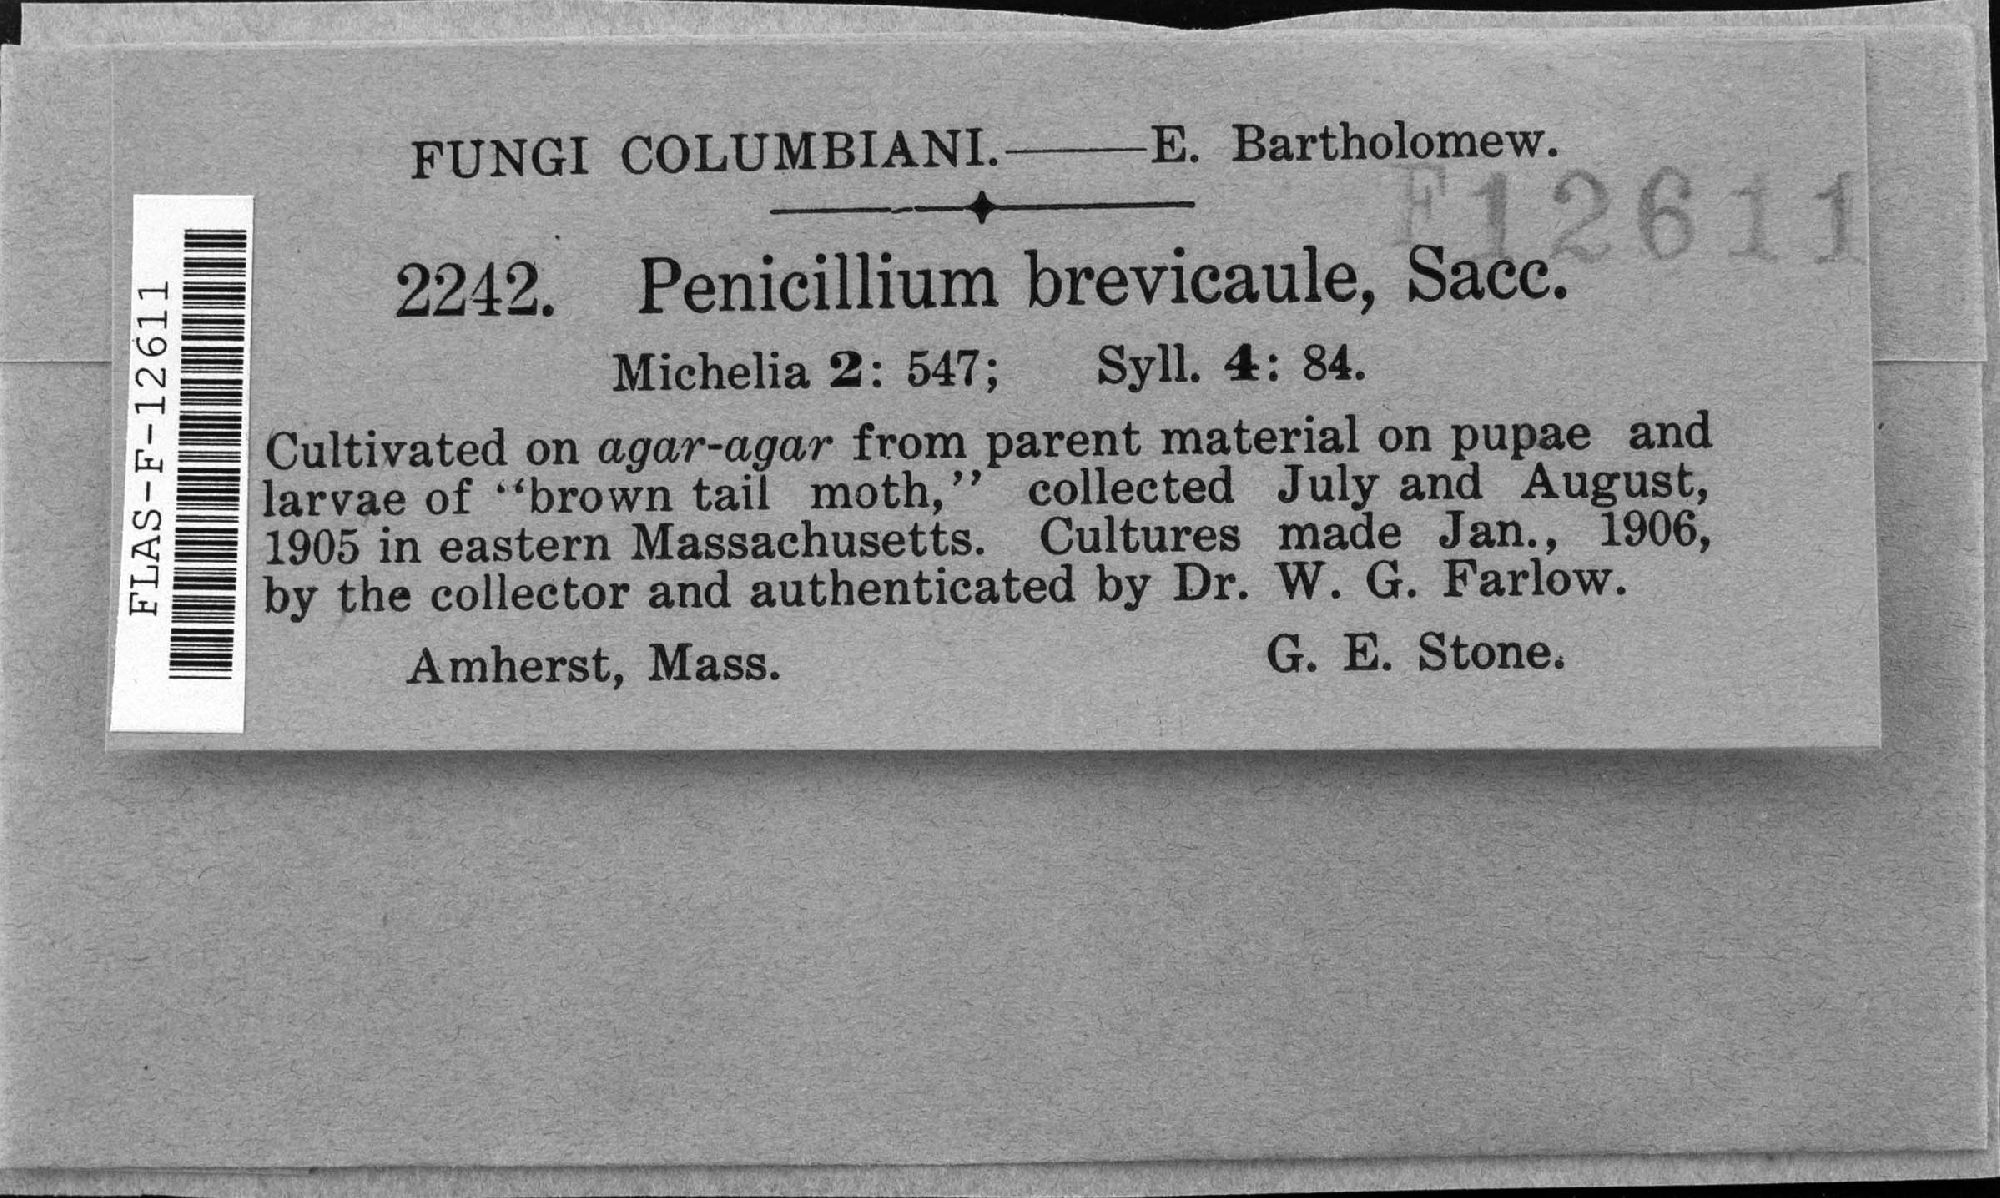 FUNGI COLUMBIANI.——E. Bartholomew.
F12611
2242. Penicillium brevicaule, Sacc.
Michelia 2: 547; Syll. 4: 84.
Cultivated on agar-agar from parent material on pupae and
larvae of "brown tail moth," collected July and August,
1905 in eastern Massachusetts. Cultures made Jan., 1906,
by the collector and authenticated by Dr. W. G. Farlow.
Amherst, Mass. G. E. Stone.
FLAS-F-12611